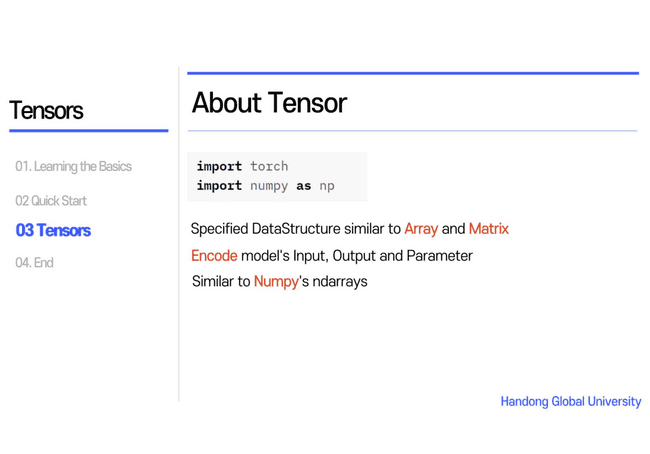 Tensors
01. Learning the Basics
02 Quick Start
03 Tensors
04. End
About Tensor
import torch
import numpy as np
Specified DataStructure similar to Array and Matrix
Encode model's Input, Output and Parameter
Similar to Numpy's ndarrays
Handong Global University